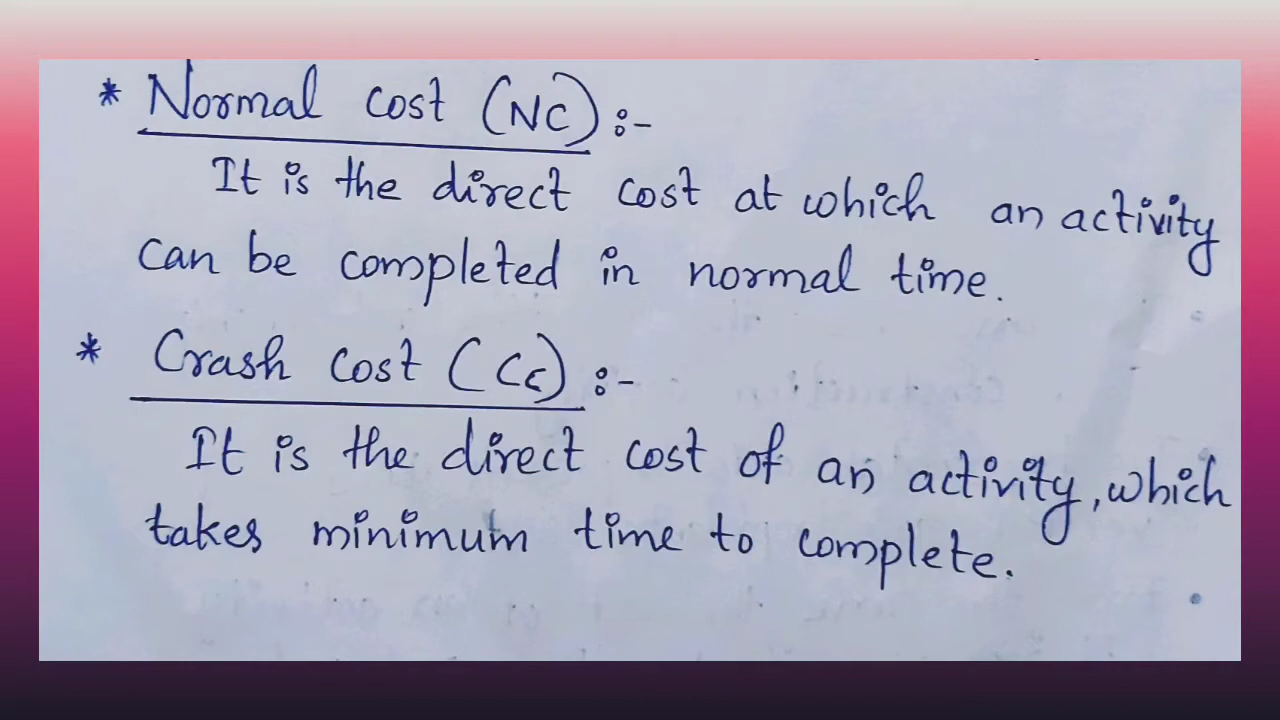 * Normal cost (NC) :-
It is the direct cost at which an activity
can be completed in normal time.
* Crash cost (CC) :-
It is the direct cost of an activity, which
takes minimum time to complete.